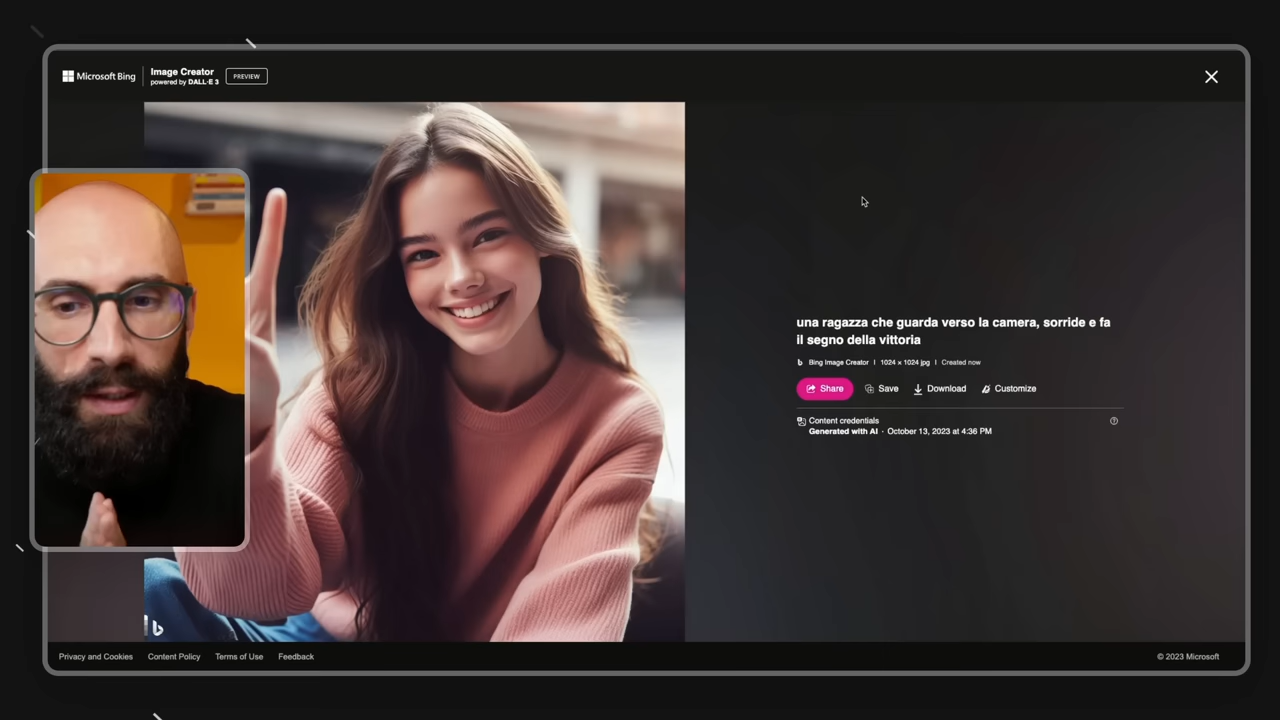 Microsoft Bing
Image Creator
powered by DALL·E 3
PREVIEW
una ragazza che guarda verso la camera, sorride e fa
il segno della vittoria
Bing Image Creator | 1024 × 1024 jpg | Created now
Share Save Download Customize
Content credentials
Generated with AI · October 13, 2023 at 4:36 PM
Privacy and Cookies Content Policy Terms of Use Feedback © 2023 Microsoft